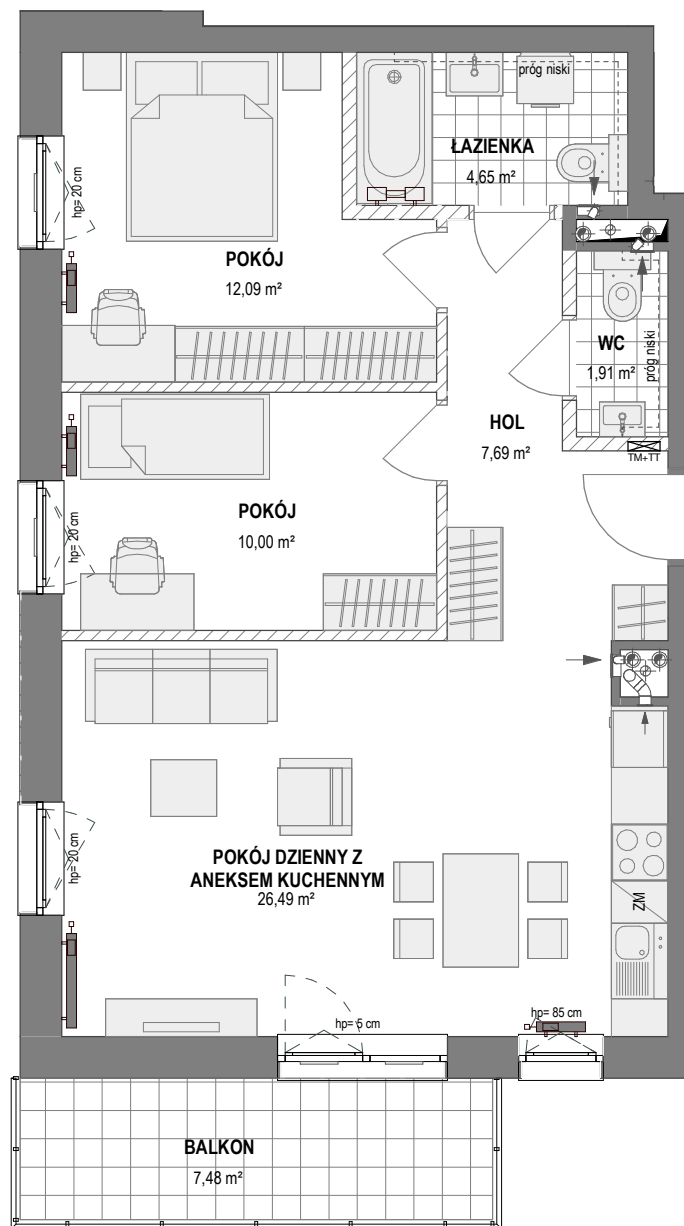 próg niski
ŁAZIENKA
4,65 m²
hp= 20 cm
POKÓJ
12,09 m²
WC
1,91 m²
próg niski
HOL
7,69 m²
TM+TT
POKÓJ
10,00 m²
hp= 20 cm
hp= 20 cm
POKÓJ DZIENNY Z
ANEKSEM KUCHENNYM
26,49 m²
ZM
hp= 5 cm
hp= 85 cm
BALKON
7,48 m²